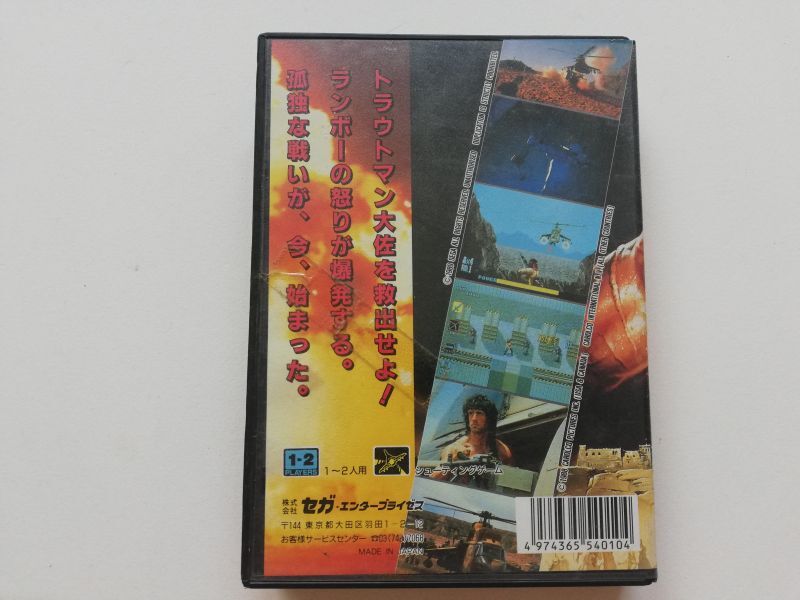 トラウトマン大佐を救出せよ!
ランボーの怒りが爆発する。
孤独な戦いが、今、始まった。
POWER
1-2
PLAYERS
1〜2人用
シューティングゲーム
株式会社 セガ・エンタープライゼス
〒144 東京都大田区羽田1-2-12
お客様サービスセンター ☎03(742)7068
MADE IN JAPAN
4 974365 540104